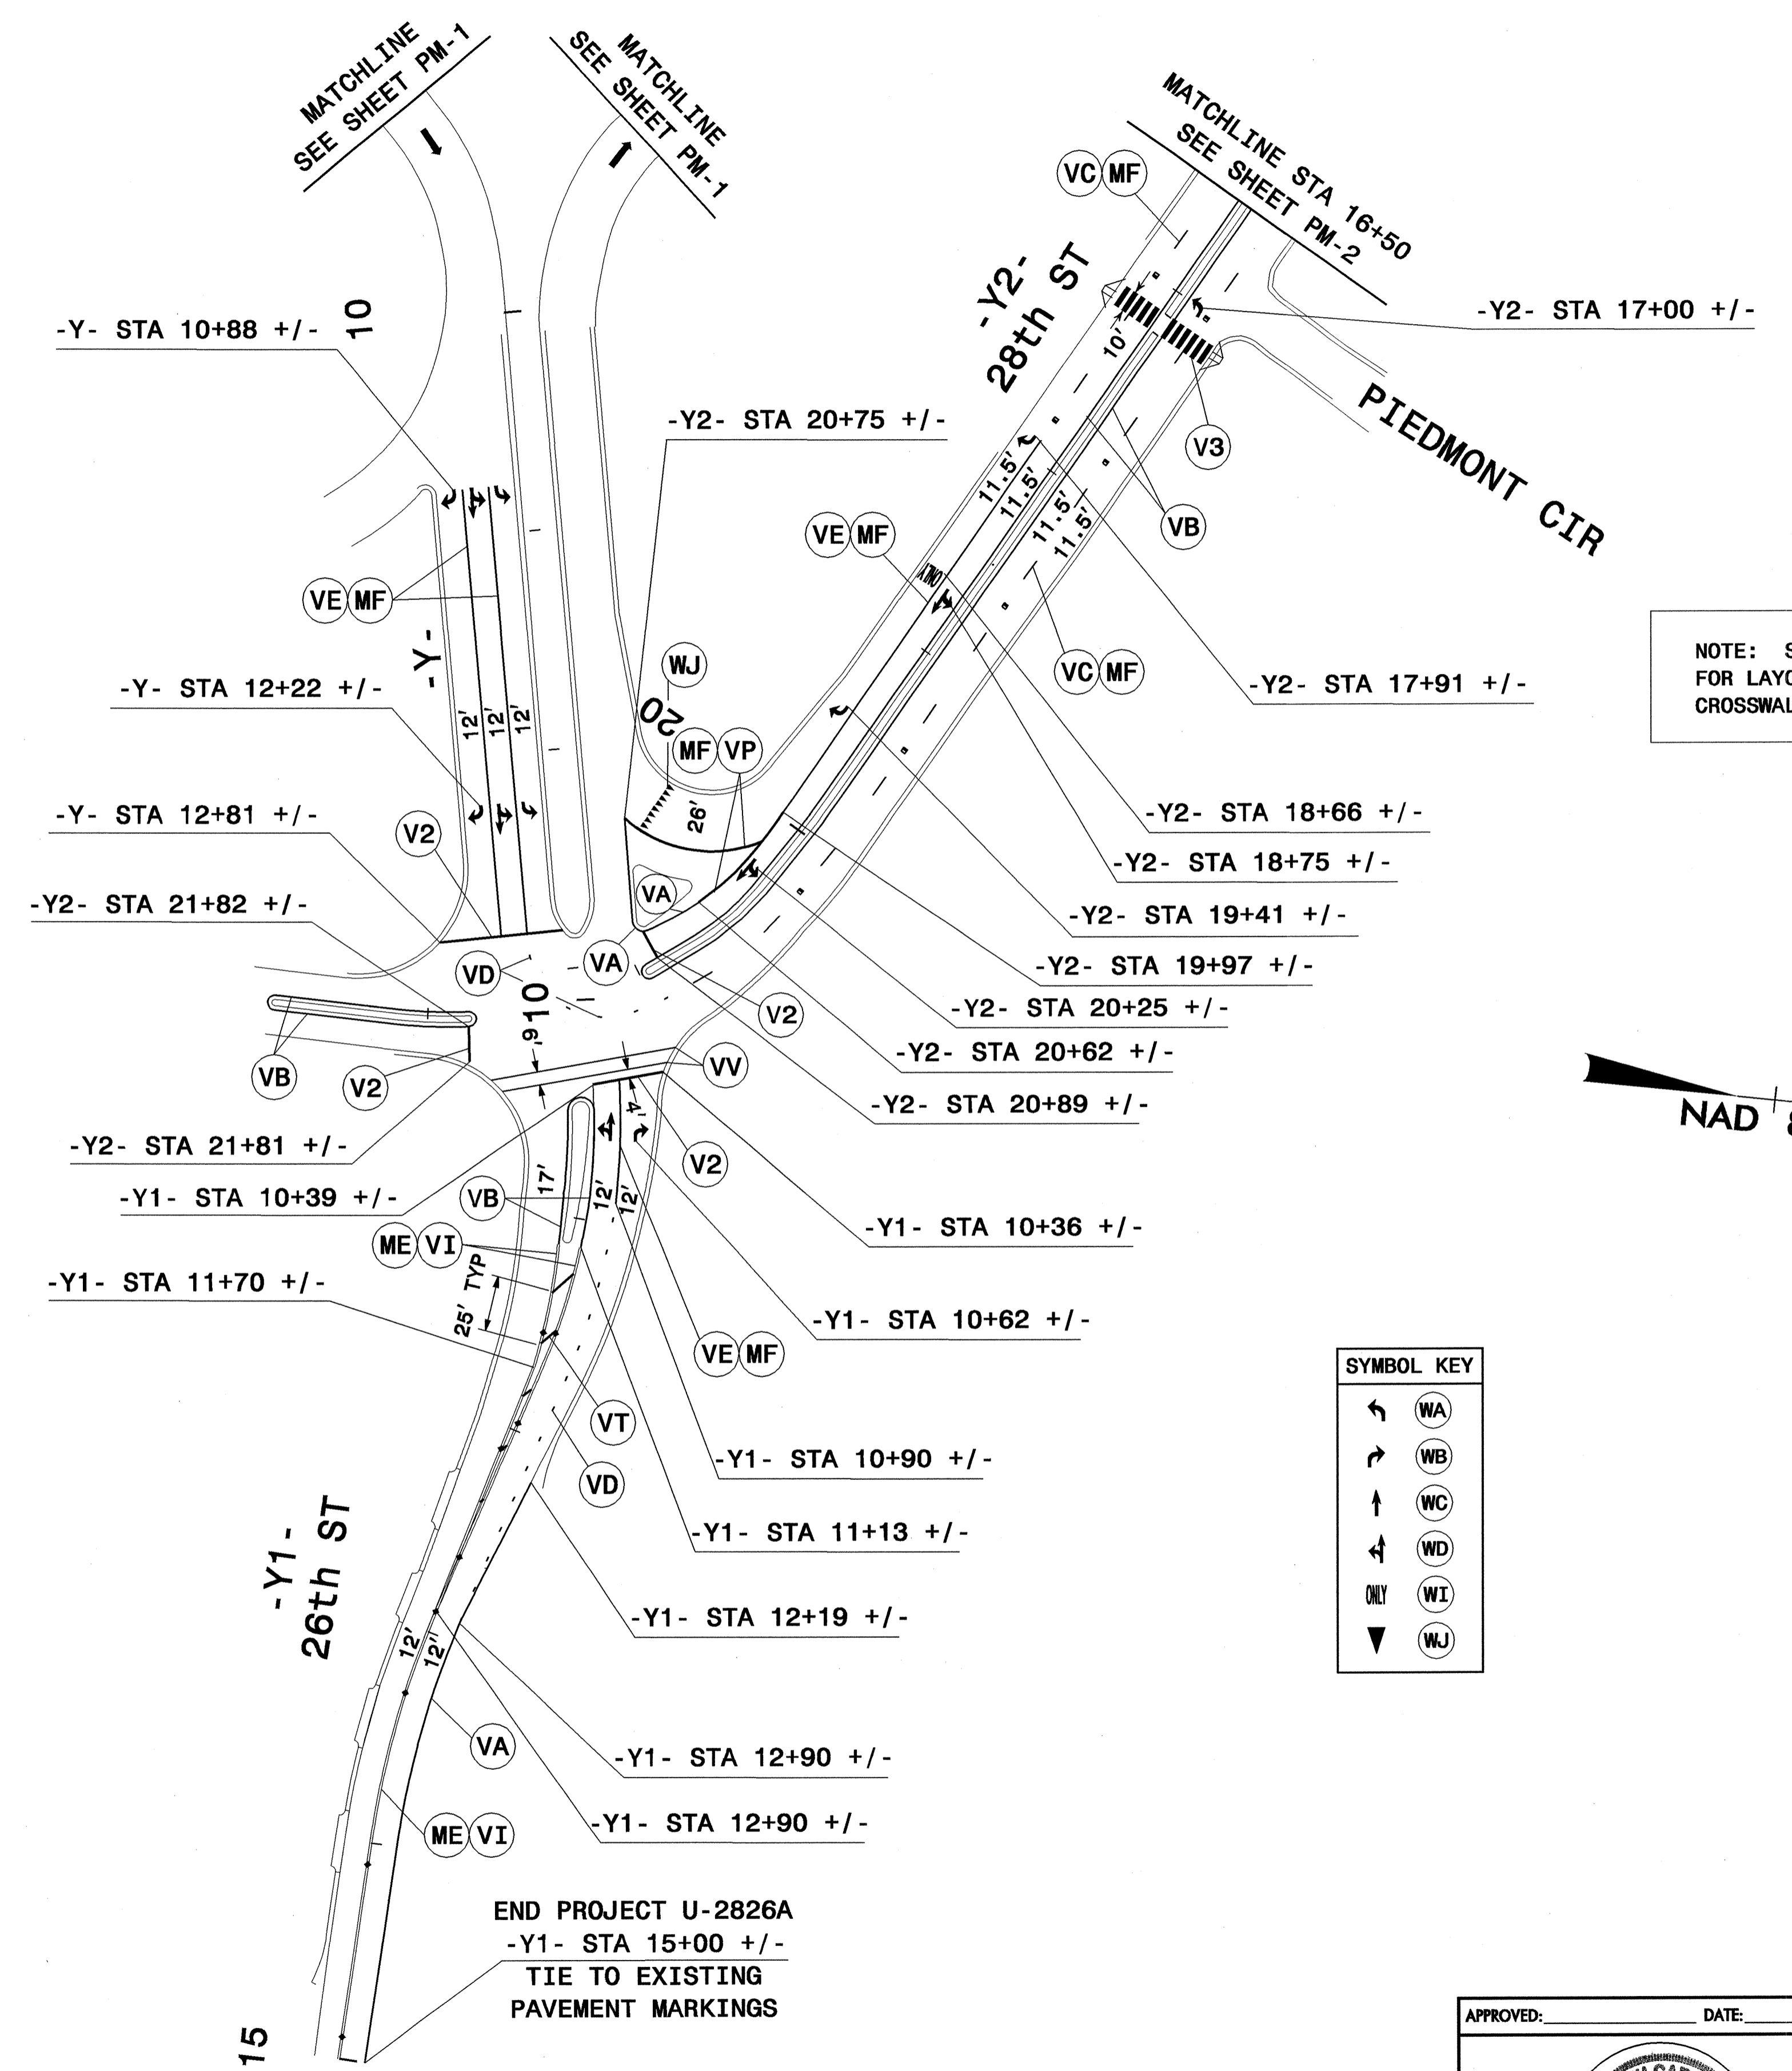 MATCHLINE
SEE SHEET PM-1
MATCHLINE
SEE SHEET PM-1
MATCHLINE STA 16+50
SEE SHEET PM-2
VC MF
-Y2-
28th ST
-Y2- STA 17+00 +/-
-Y- STA 10+88 +/-
10
10'
PIEDMONT CIR
-Y2- STA 20+75 +/-
V3
11.5'
11.5'
11.5'
11.5'
VB
VE MF
ONLY
VE MF
-Y-
WJ
20
VC MF
-Y2- STA 17+91 +/-
NOTE: S
FOR LAYO
CROSSWAL
-Y- STA 12+22 +/-
12'
12'
12'
MF VP
26'
-Y- STA 12+81 +/-
V2
-Y2- STA 18+66 +/-
-Y2- STA 18+75 +/-
VA
-Y2- STA 21+82 +/-
-Y2- STA 19+41 +/-
VD
VA
-Y2- STA 19+97 +/-
10
6'
V2
-Y2- STA 20+25 +/-
VB
V2
VV
-Y2- STA 20+62 +/-
4'
-Y2- STA 20+89 +/-
NAD
-Y2- STA 21+81 +/-
V2
-Y1- STA 10+39 +/-
17'
VB
12'
12'
-Y1- STA 10+36 +/-
ME VI
-Y1- STA 11+70 +/-
25' TYP
-Y1- STA 10+62 +/-
VE MF
SYMBOL KEY
WA
WB
WC
WD
ONLY WI
WJ
VT
-Y1- STA 10+90 +/-
VD
-Y1- STA 11+13 +/-
-Y1-
26th ST
-Y1- STA 12+19 +/-
12'
12''
VA
-Y1- STA 12+90 +/-
-Y1- STA 12+90 +/-
ME VI
END PROJECT U-2826A
-Y1- STA 15+00 +/-
TIE TO EXISTING
PAVEMENT MARKINGS
15
APPROVED: DATE: